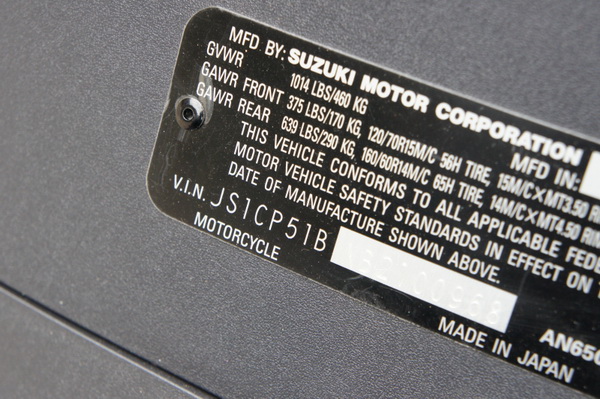 MFD BY: SUZUKI MOTOR CORPORATION
GVWR 1014 LBS/460 KG MFD IN:
GAWR FRONT 375 LBS/170 KG, 120/70R15M/C 56H TIRE, 15M/C×MT3.50 RIM
GAWR REAR 639 LBS/290 KG, 160/60R14M/C 65H TIRE, 14M/C×MT4.50 RIM
THIS VEHICLE CONFORMS TO ALL APPLICABLE
MOTOR VEHICLE SAFETY STANDARDS IN EFFECT ON
DATE OF MANUFACTURE SHOWN ABOVE.
V.I.N. JS1CP51B
MOTORCYCLE
MADE IN JAPAN